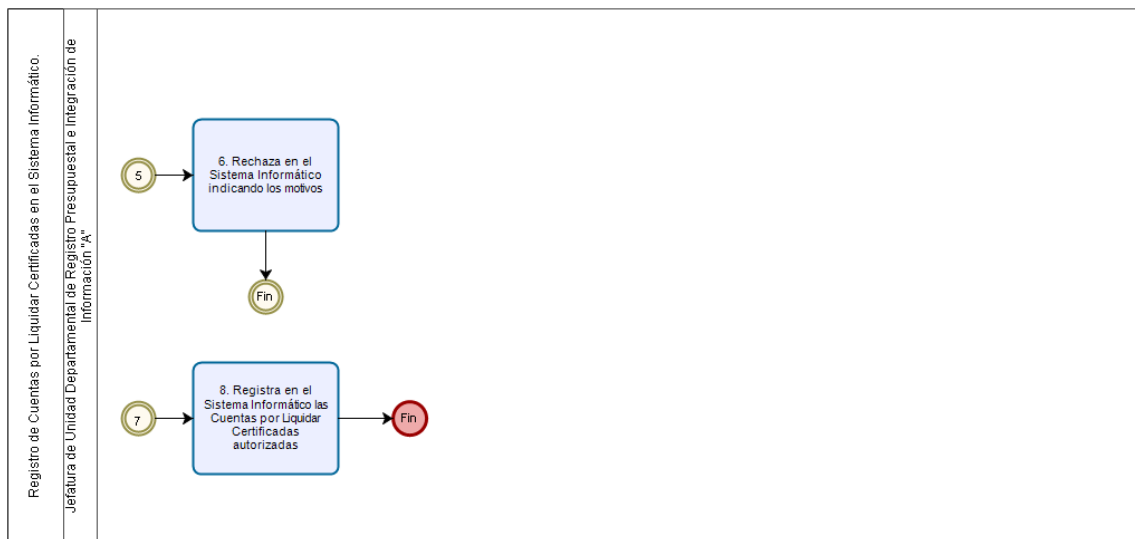 Registro de Cuentas por Liquidar Certificadas en el Sistema Informático.
Jefatura de Unidad Departamental de Registro Presupuestal e Integración de
Información "A"
5
6. Rechaza en el
Sistema Informático
indicando los motivos
Fin
7
8. Registra en el
Sistema Informático las
Cuentas por Liquidar
Certificadas
autorizadas
Fin